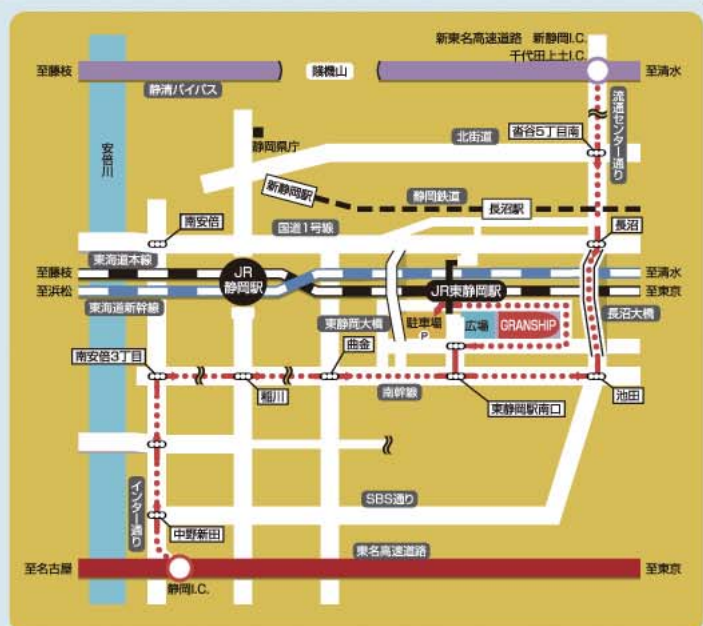 新東名高速道路 新静岡I.C.
千代田上土I.C.
至藤枝
賤機山
至清水
静清バイパス
流通センター通り
安倍川
静岡県庁
北街道
沓谷5丁目南
新静岡駅
静岡鉄道
長沼駅
南安倍
国道1号線
長沼
東海道本線
至藤枝
JR
静岡駅
JR東静岡駅
至清水
至浜松
至東京
東海道新幹線
東静岡大橋
駐車場
P
広場
GRANSHIP
長沼大橋
南安倍3丁目
曲金
稲川
南幹線
東静岡駅南口
池田
インター通り
SBS通り
中野新田
東名高速道路
至名古屋
至東京
静岡I.C.